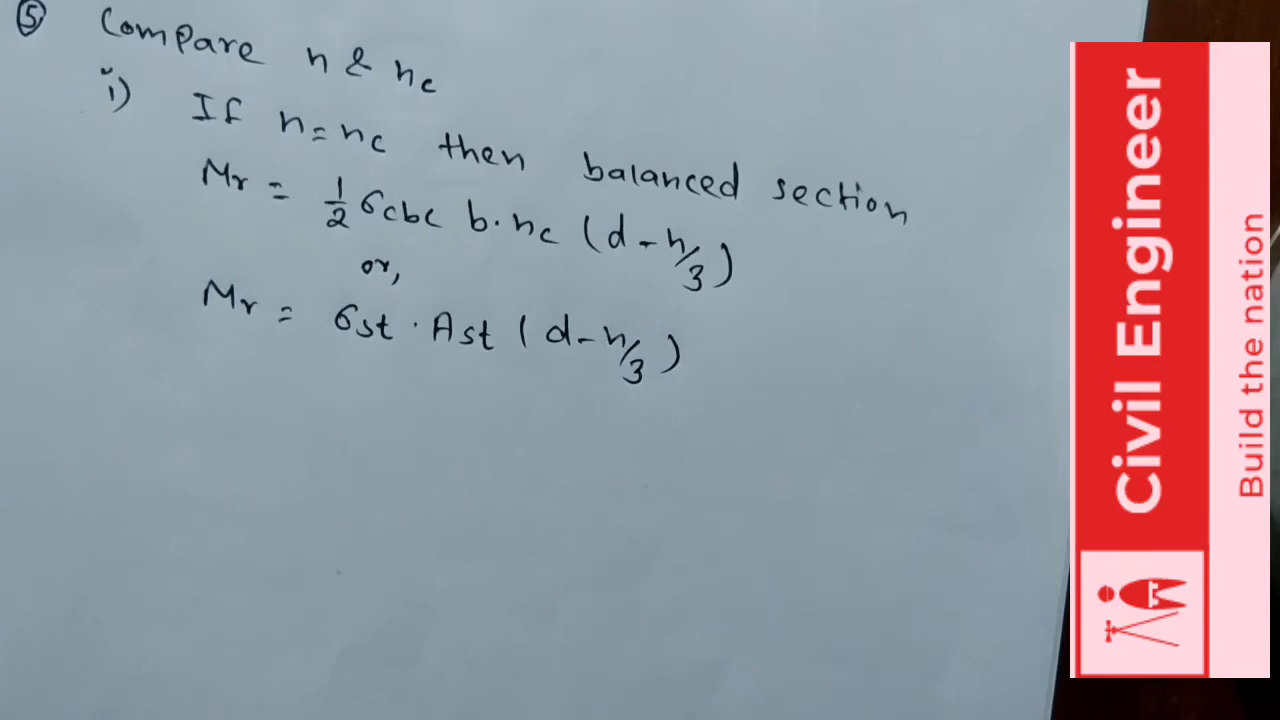 ⑤ Compare n & nc
i) If n = nc then balanced section
Mr = 1/2 σcbc b.nc (d - n/3)
or,
Mr = σst . Ast (d - n/3)
Civil Engineer
Build the nation